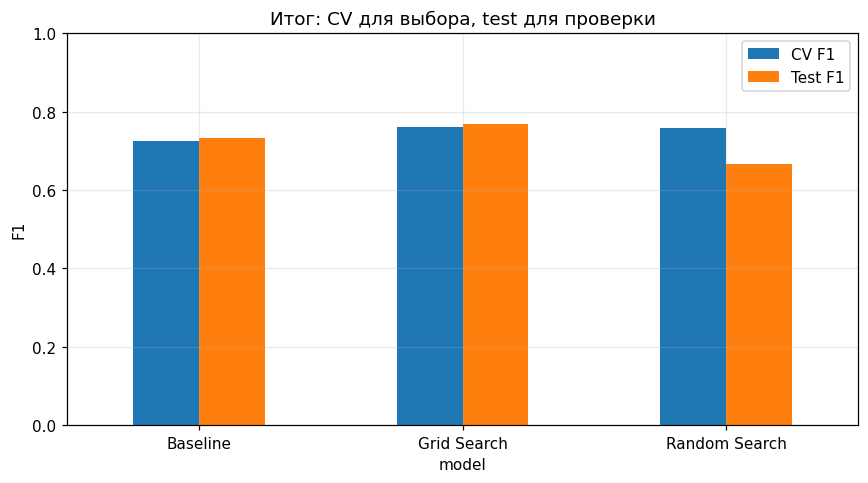 Итог: CV для выбора, test для проверки
CV F1
Test F1
1.0
0.8
0.6
0.4
0.2
0.0
F1
Baseline
Grid Search
Random Search
model